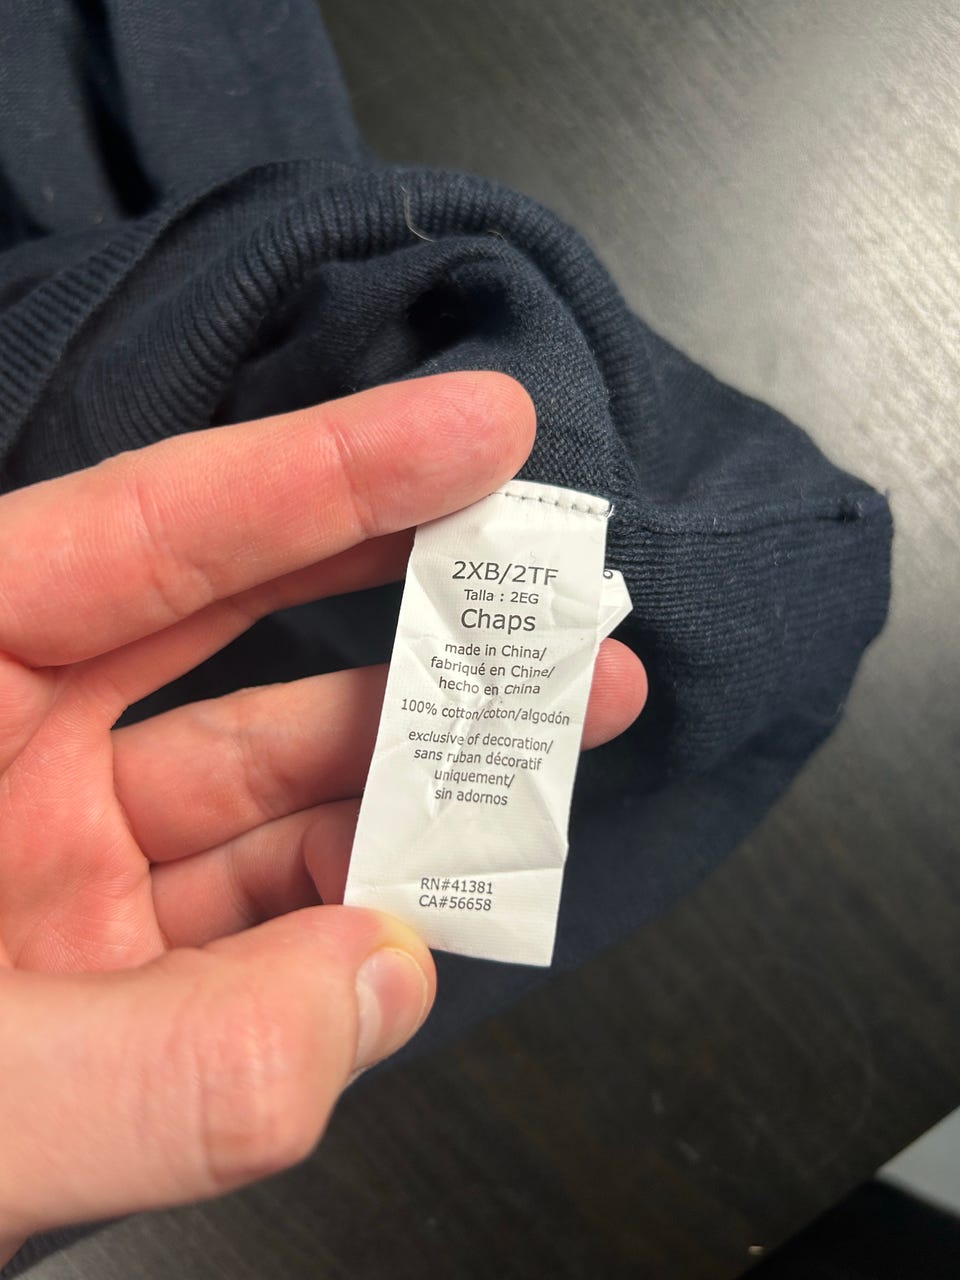 2XB/2TF
Talla : 2EG
Chaps
made in China/
fabriqué en Chine/
hecho en China
100% cotton/coton/algodón
exclusive of decoration/
sans ruban décoratif
uniquement/
sin adornos
RN#41381
CA#56658